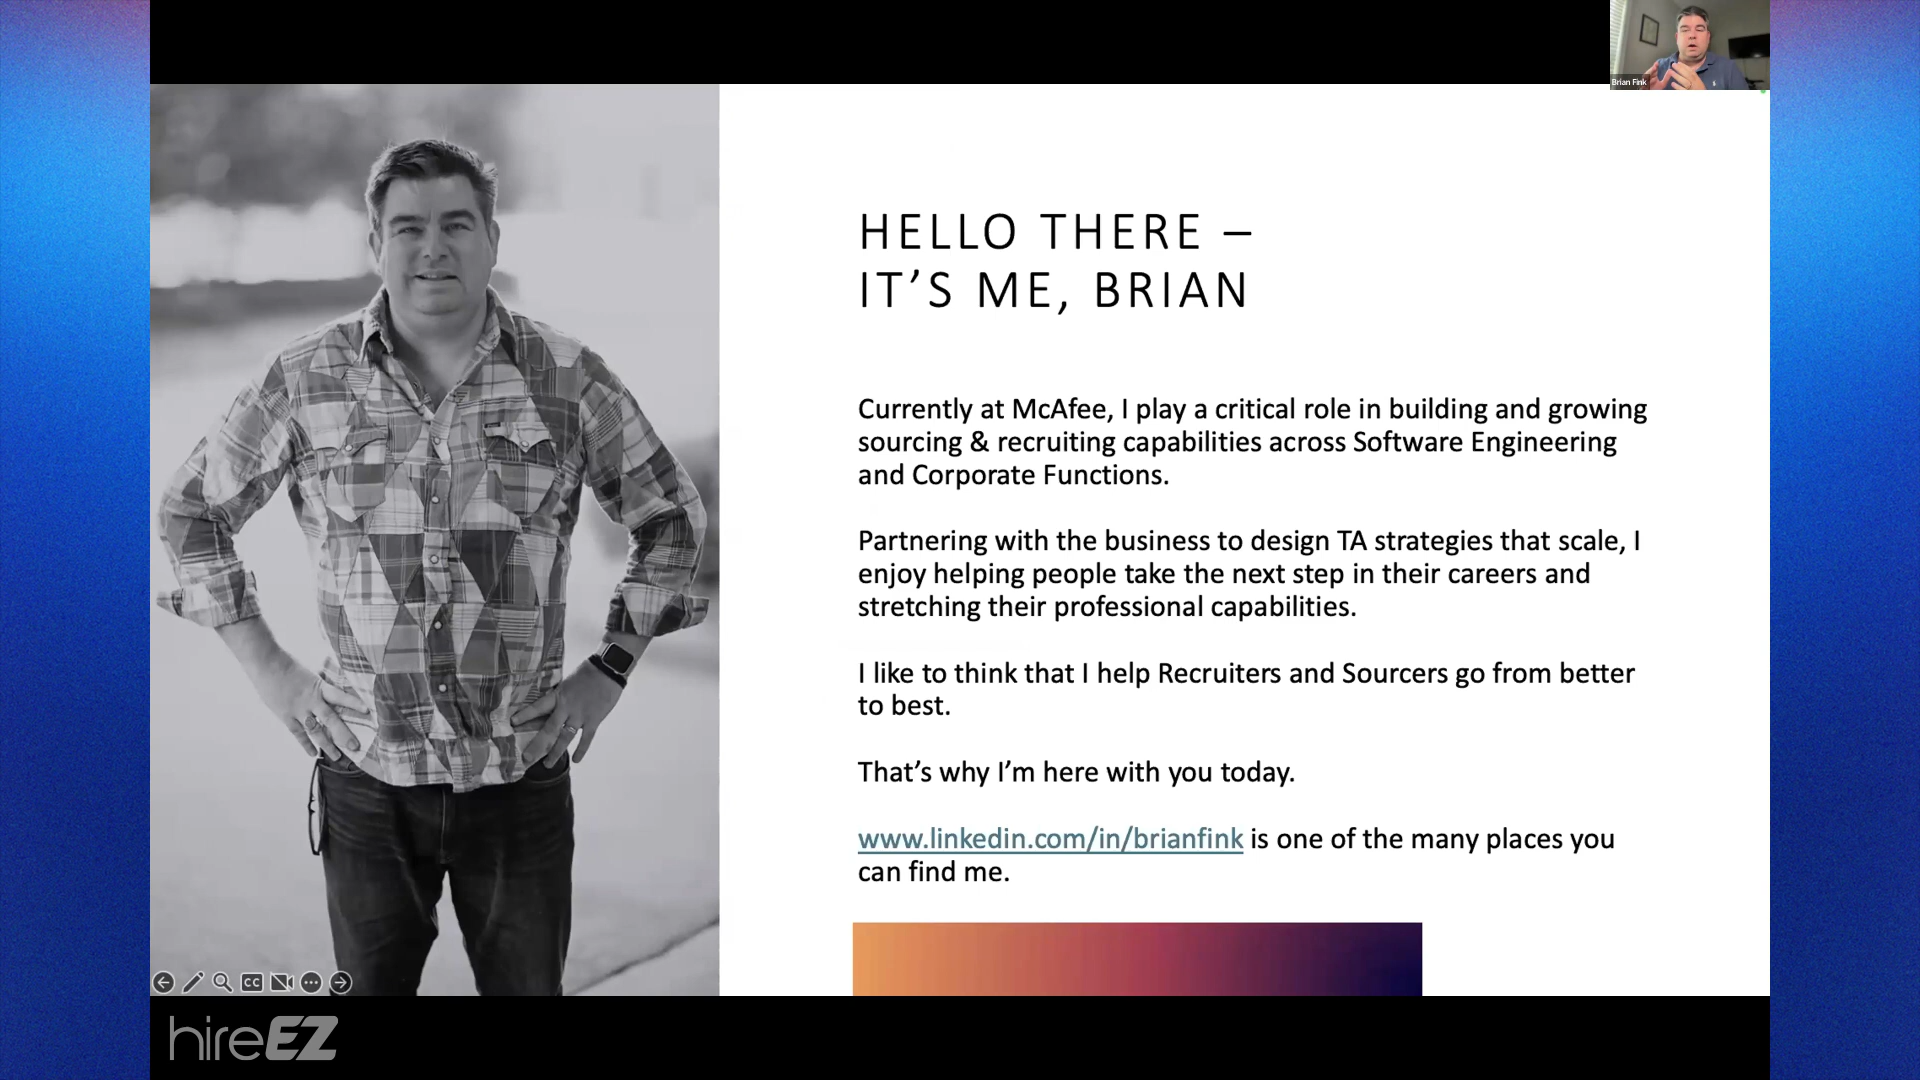 Brian Fink
HELLO THERE –
IT’S ME, BRIAN
Currently at McAfee, I play a critical role in building and growing
sourcing & recruiting capabilities across Software Engineering
and Corporate Functions.
Partnering with the business to design TA strategies that scale, I
enjoy helping people take the next step in their careers and
stretching their professional capabilities.
I like to think that I help Recruiters and Sourcers go from better
to best.
That’s why I’m here with you today.
www.linkedin.com/in/brianfink is one of the many places you
can find me.
CC
hireEZ